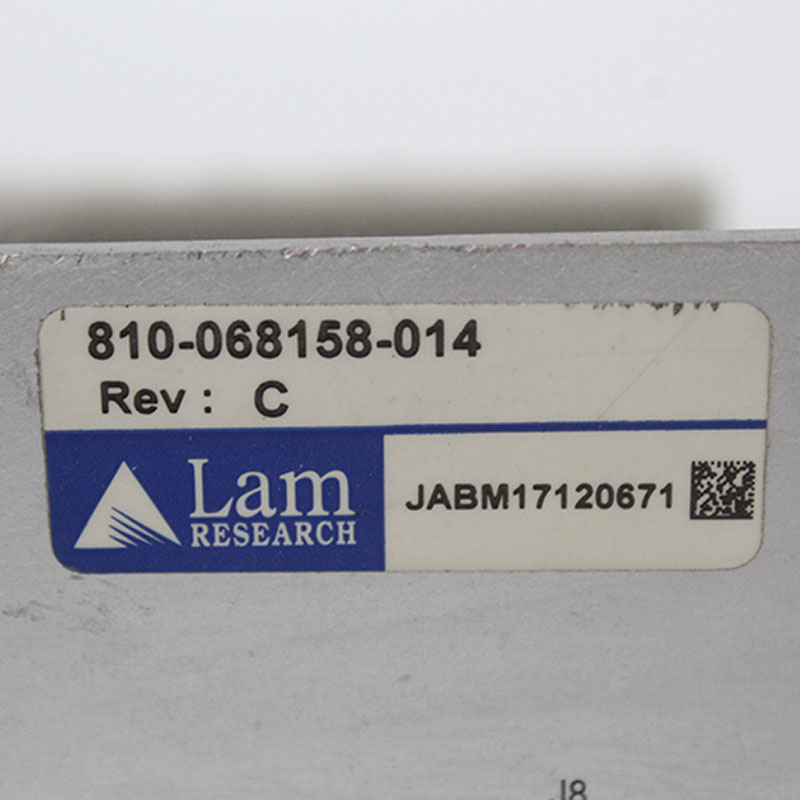 810-068158-014
Rev : C
Lam
RESEARCH
JABM17120671
J8